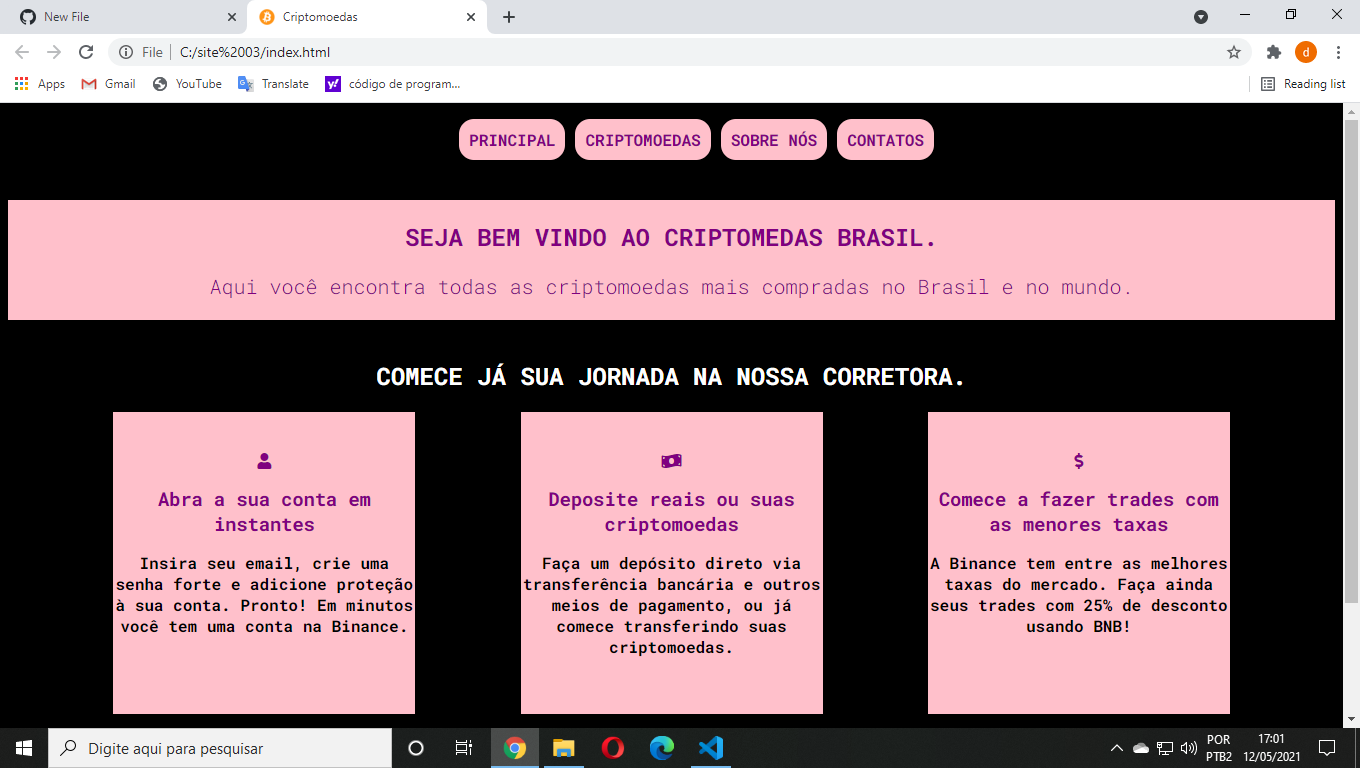 New File
Criptomoedas
File
C:/site%2003/index.html
d
Apps
Gmail
YouTube
Translate
código de program...
Reading list
PRINCIPAL
CRIPTOMOEDAS
SOBRE NÓS
CONTATOS
SEJA BEM VINDO AO CRIPTOMEDAS BRASIL.
Aqui você encontra todas as criptomoedas mais compradas no Brasil e no mundo.
COMECE JÁ SUA JORNADA NA NOSSA CORRETORA.
Abra a sua conta em
instantes
Insira seu email, crie uma
senha forte e adicione proteção
à sua conta. Pronto! Em minutos
você tem uma conta na Binance.
Deposite reais ou suas
criptomoedas
Faça um depósito direto via
transferência bancária e outros
meios de pagamento, ou já
comece transferindo suas
criptomoedas.
$
Comece a fazer trades com
as menores taxas
A Binance tem entre as melhores
taxas do mercado. Faça ainda
seus trades com 25% de desconto
usando BNB!
Digite aqui para pesquisar
POR
PTB2
17:01
12/05/2021